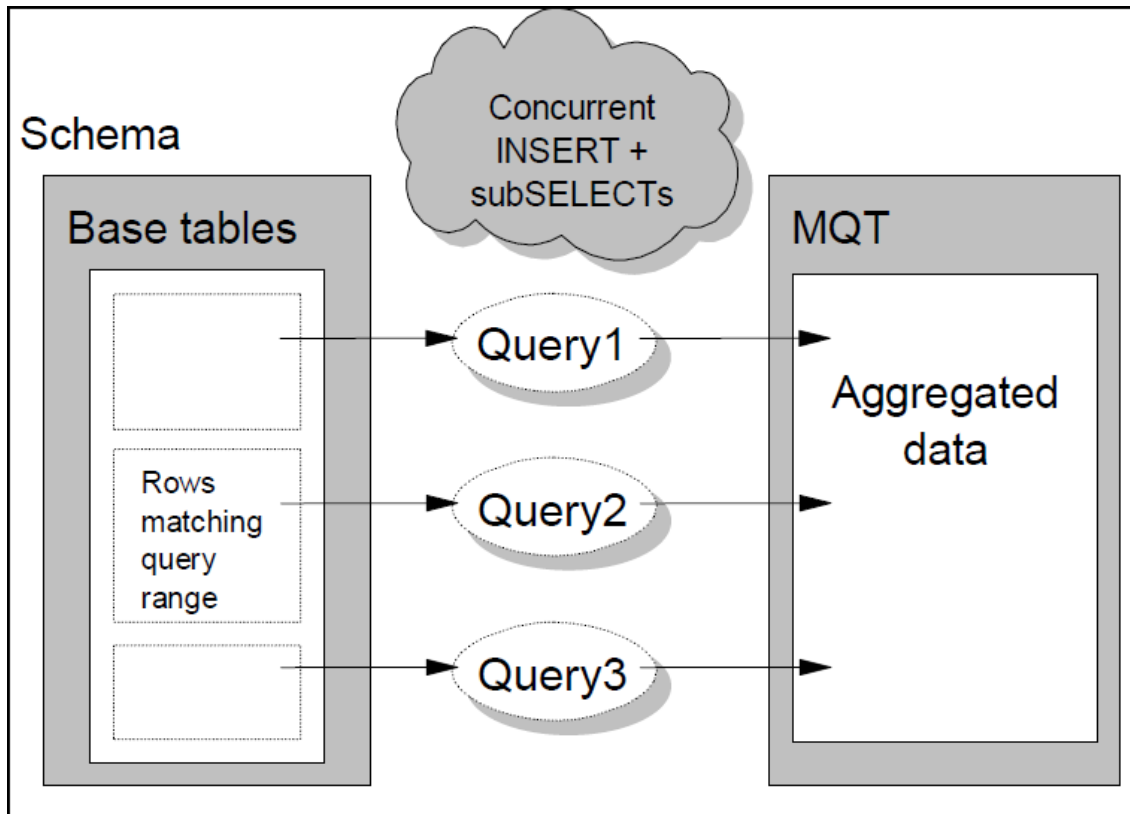 Schema
Concurrent
INSERT +
subSELECTs
Base tables
MQT
Query1
Rows
matching
query
range
Query2
Query3
Aggregated
data